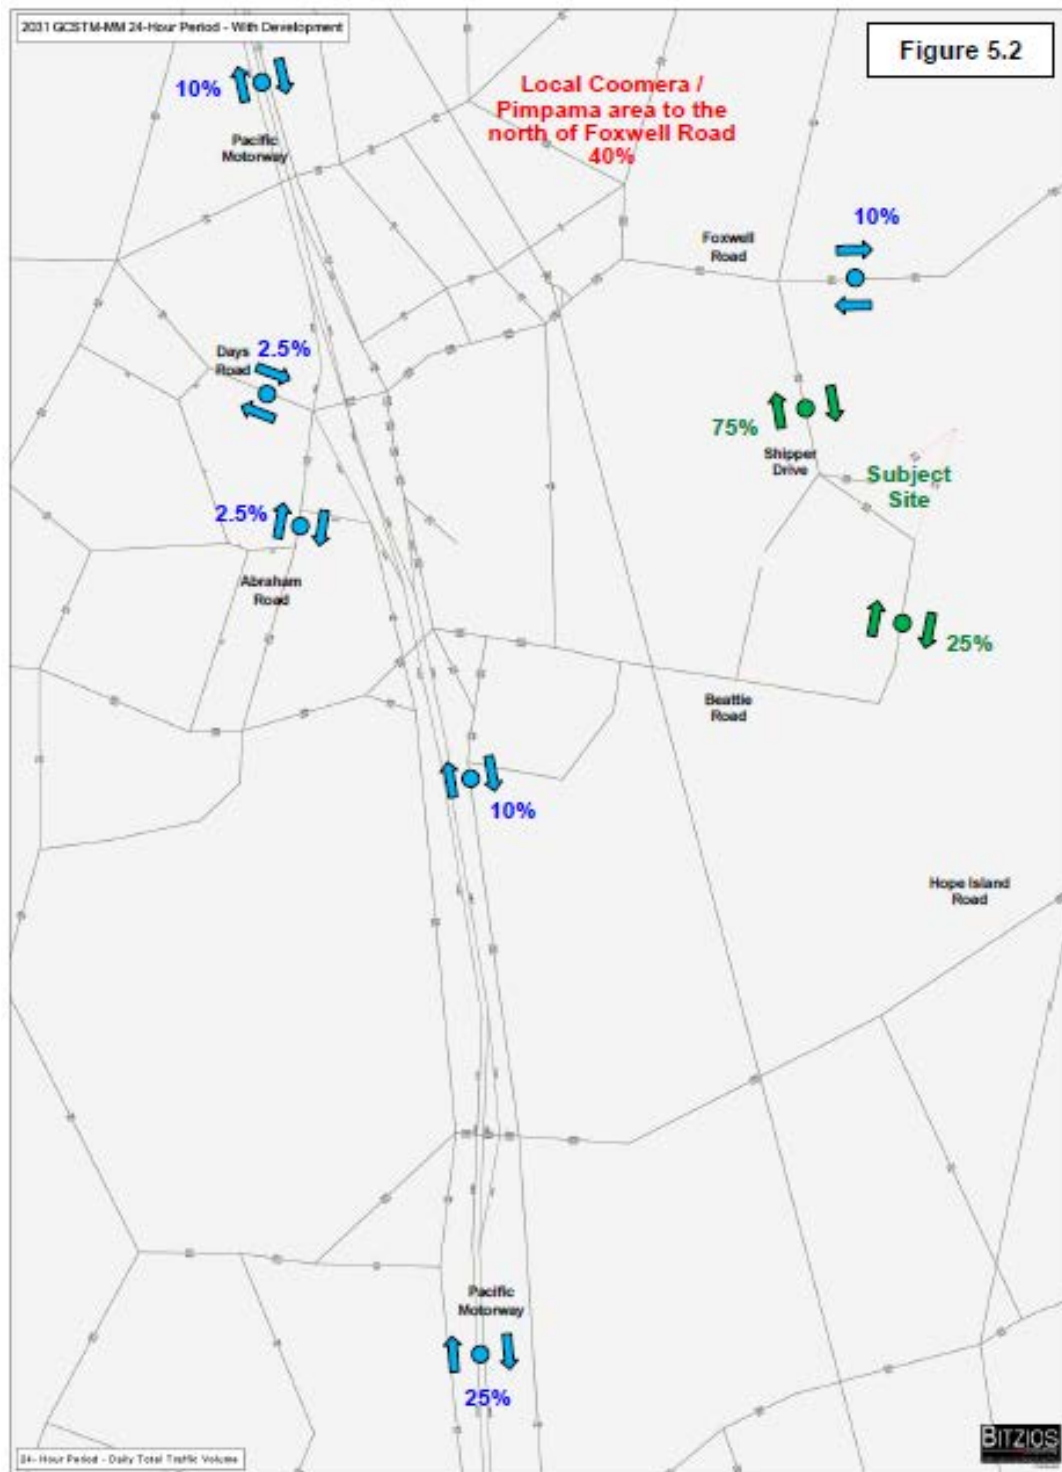 2031 GCSTM-MM 24-Hour Period - With Development
Figure 5.2
10%
Pacific
Motorway
Local Coomera /
Pimpama area to the
north of Foxwell Road
40%
10%
Foxwell
Road
Days
Road
2.5%
75%
Shipper
Drive
Subject
Site
2.5%
Abraham
Road
25%
Beattie
Road
10%
Hope Island
Road
Pacific
Motorway
25%
24-Hour Period - Daily Total Traffic Volume
BITZIOS